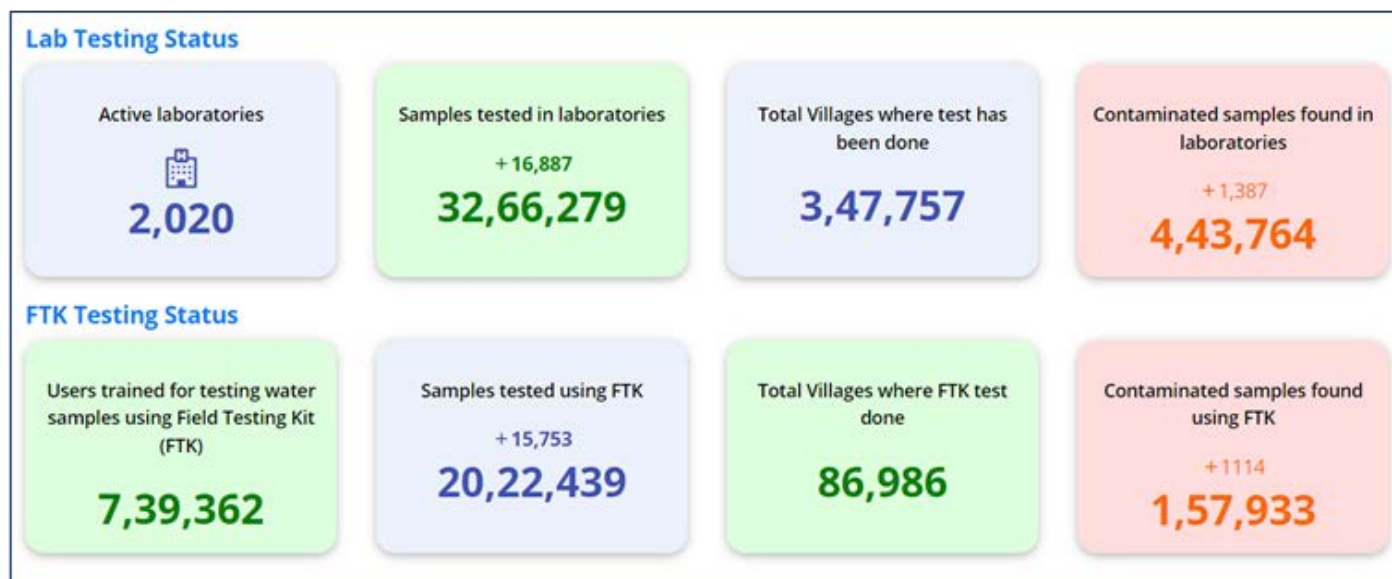 Lab Testing Status
Active laboratories
2,020
Samples tested in laboratories
+ 16,887
32,66,279
Total Villages where test has
been done
3,47,757
Contaminated samples found in
laboratories
+ 1,387
4,43,764
FTK Testing Status
Users trained for testing water
samples using Field Testing Kit
(FTK)
7,39,362
Samples tested using FTK
+ 15,753
20,22,439
Total Villages where FTK test
done
86,986
Contaminated samples found
using FTK
+ 1114
1,57,933